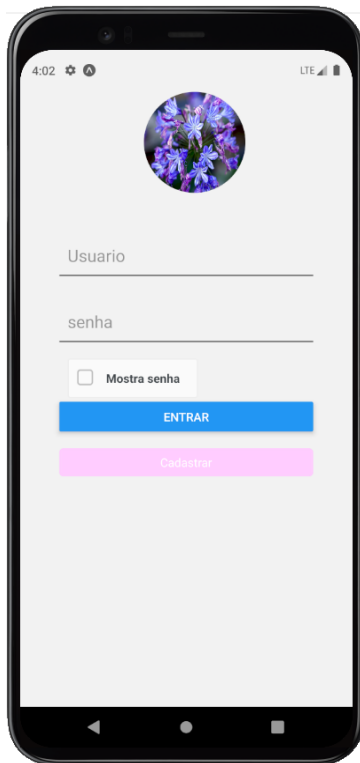 4:02 LTE
Usuario
senha
Mostra senha
ENTRAR
Cadastrar